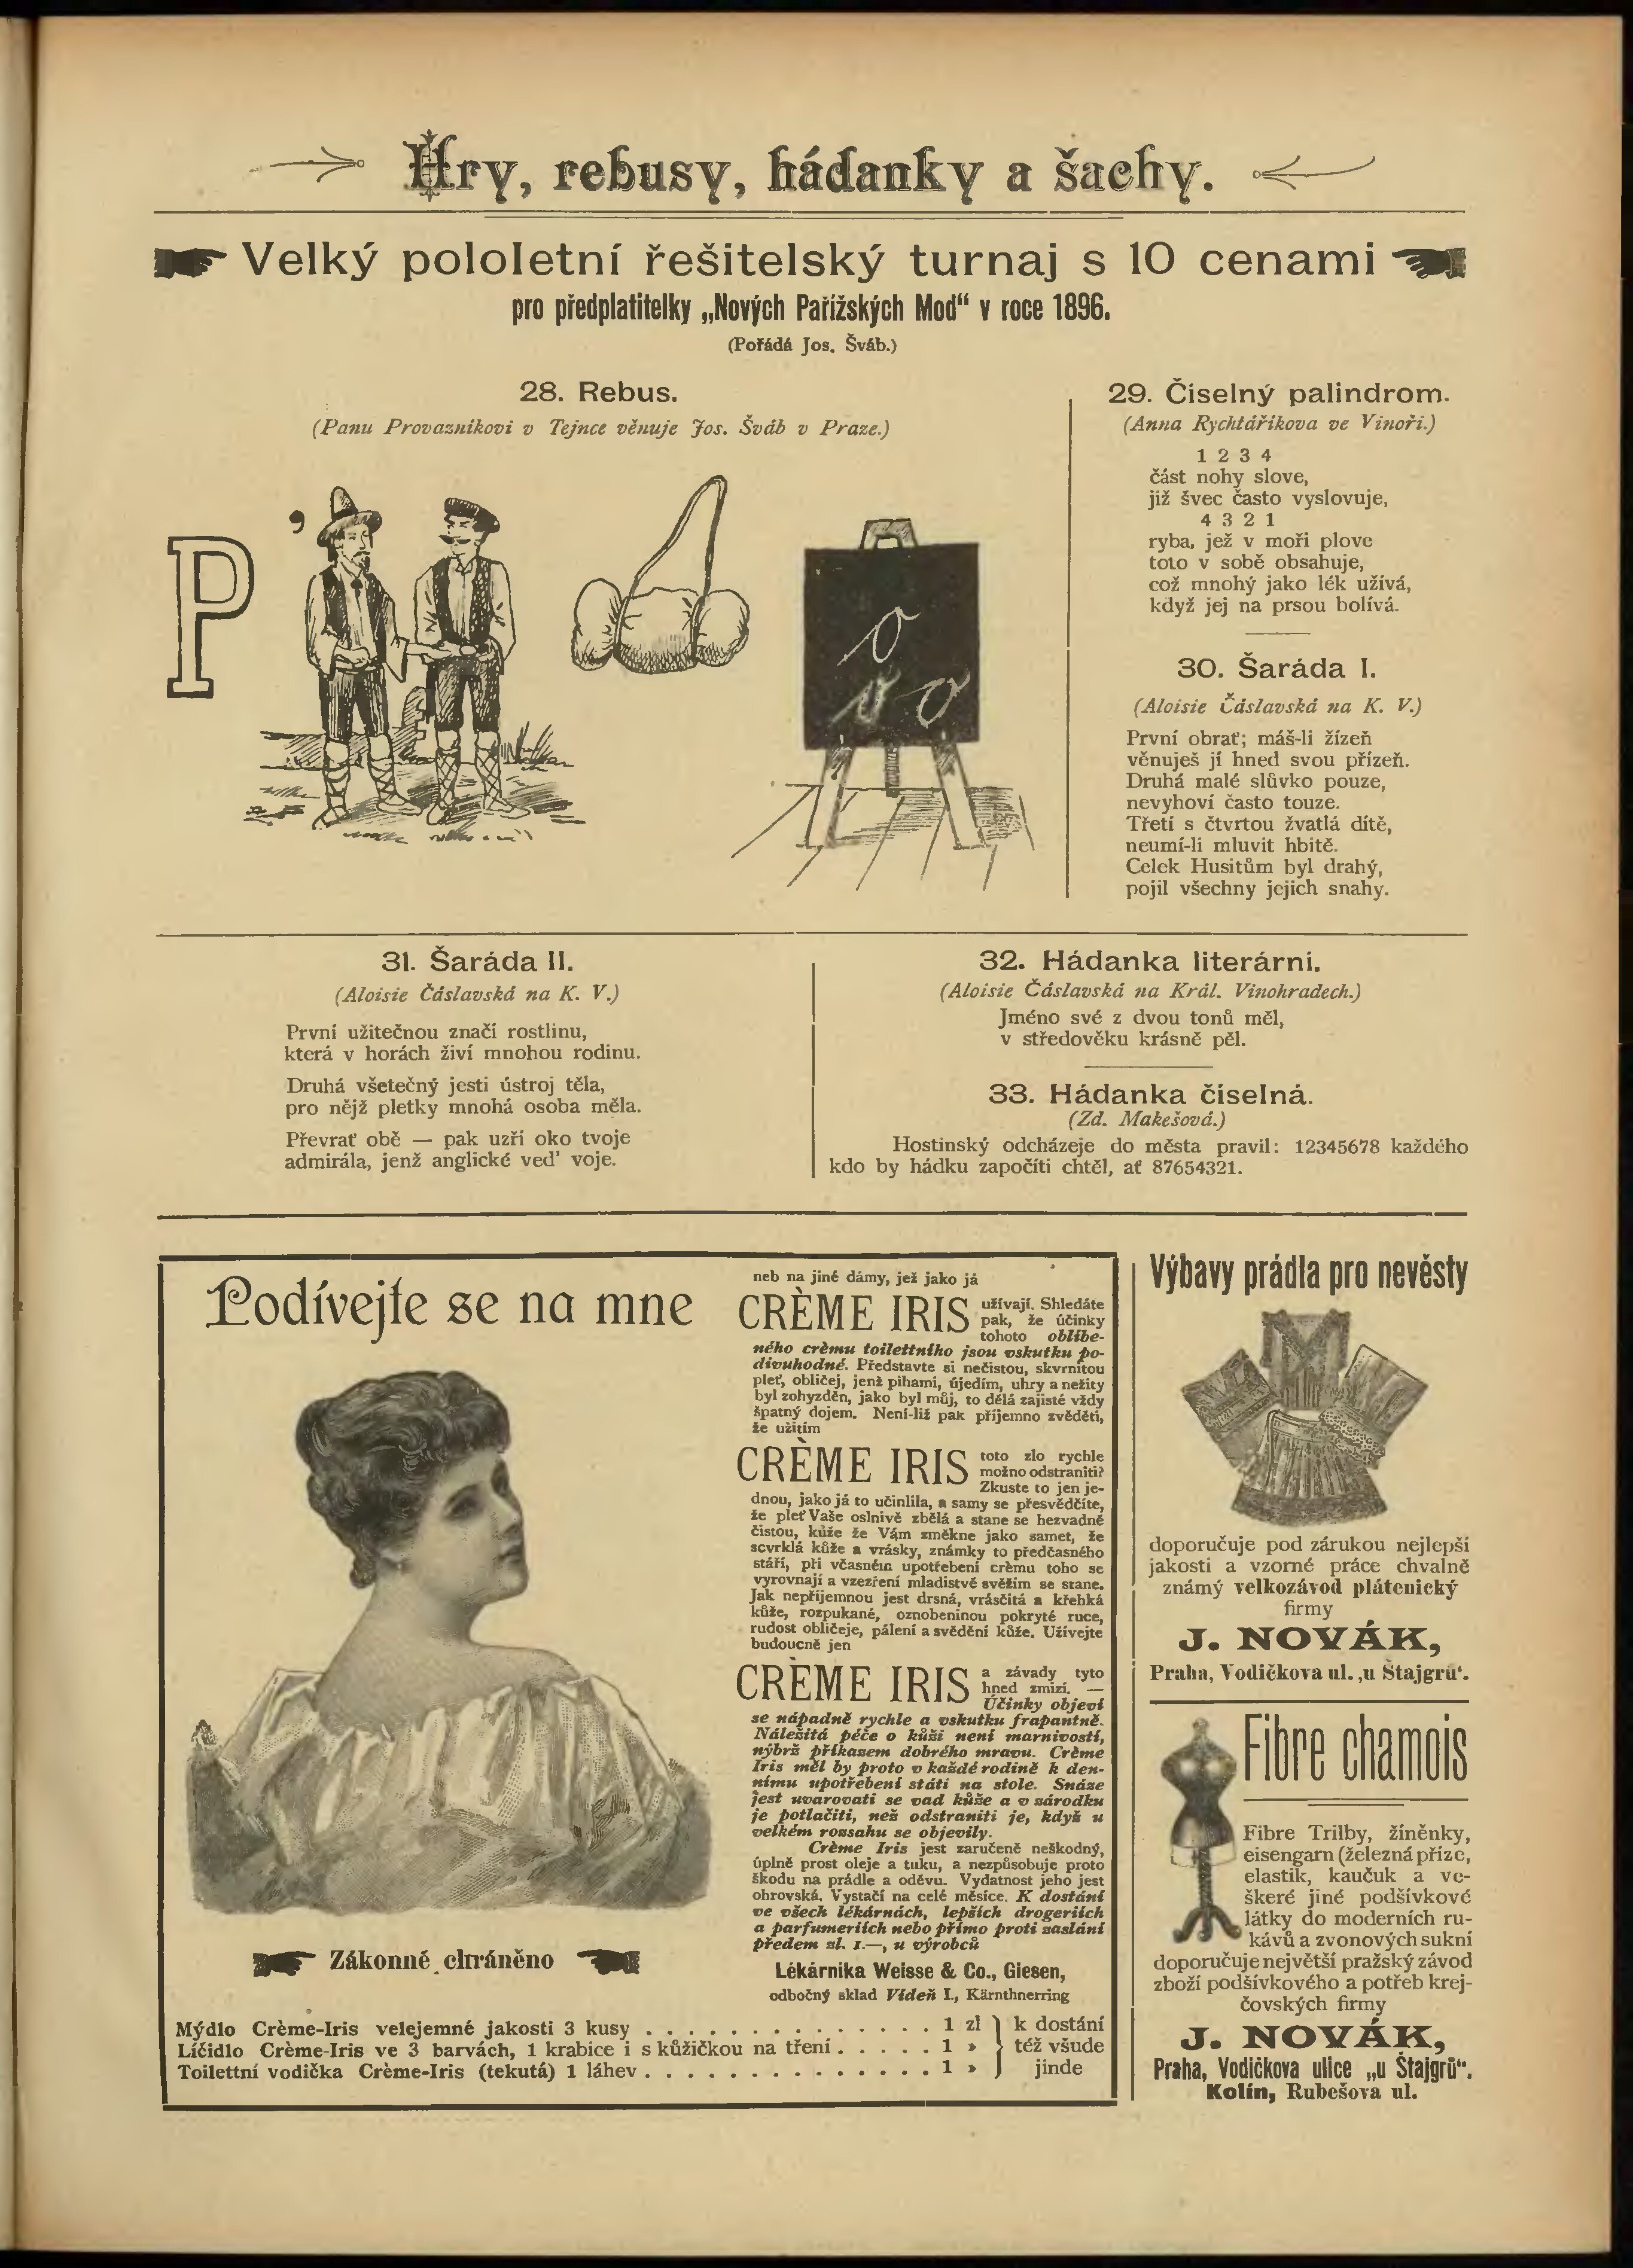 Hry, rebusy, hádanky a šachy.
Velký pololetní řešitelský turnaj s 10 cenami
pro předplatitelky „Nových Pařížských Mod“ v roce 1896.
(Pořádá Jos. Šváb.)
28. Rebus.
(Panu Provazníkovi v Tejnce věnuje Jos. Šváb v Praze.)
P’
a
a a
29. Čiselný palindrom.
(Anna Rychtáříkova ve Vinoři.)
1 2 3 4
část nohy slove,
již švec často vyslovuje,
4 3 2 1
ryba, jež v moři plove
toto v sobě obsahuje,
což mnohý jako lék užívá,
když jej na prsou bolívá.
30. Šaráda I.
(Aloisie Čáslavská na K. V.)
První obrať; máš-li žízeň
věnuješ jí hned svou přízeň.
Druhá malé slůvko pouze,
nevyhoví často touze.
Třetí s čtvrtou žvatlá dítě,
neumí-li mluvit hbitě.
Celek Husitům byl drahý,
pojil všechny jejich snahy.
31. Šaráda II.
(Aloisie Čáslavská na K. V.)
První užitečnou značí rostlinu,
která v horách živí mnohou rodinu.
Druhá všetečný jesti ústroj těla,
pro nějž pletky mnohá osoba měla.
Převrať obě — pak uzří oko tvoje
admirála, jenž anglické ved’ voje.
32. Hádanka literární.
(Aloisie Čáslavská na Král. Vinohradech.)
Jméno své z dvou tonů měl,
v středověku krásně pěl.
33. Hádanka čiselná.
(Zd. Makešová.)
Hostinský odcházeje do města pravil: 12345678 každého
kdo by hádku započíti chtěl, ať 87654321.
Podívejte se na mne
neb na jiné dámy, jež jako já
CRÈME IRIS užívají. Shledáte
pak, že účinky
tohoto oblíbe-
ného crèmu toilettního jsou vskutku po-
divuhodné. Představte si nečistou, skvrnitou
pleť, obličej, jenž pihami, újedím, uhry a nežity
byl zohyzděn, jako byl můj, to dělá zajisté vždy
špatný dojem. Není-liž pak příjemno zvěděti,
že užitím
CRÈME IRIS toto zlo rychle
možno odstraniti?
Zkuste to jen je-
dnou, jako já to učinlila, a samy se přesvědčíte,
že pleť Vaše oslnivě zbělá a stane se bezvadně
čistou, kůže že Vám změkne jako samet, že
scvrklá kůže a vrásky, známky to předčasného
stáří, při včasném upotřebení crèmu toho se
vyrovnají a vzezření mladistvě svěžím se stane.
Jak nepříjemnou jest drsná, vrásčitá a křehká
kůže, rozpukané, oznobeninou pokryté ruce,
rudost obličeje, pálení a svědění kůže. Užívejte
budoucně jen
CRÈME IRIS a závady tyto
hned zmizí. —
Účinky objeví
se nápadně rychle a vskutku frapantně.
Náležitá péče o kůži není marnivostí,
nýbrž příkazem dobrého mravu. Crème
Iris měl by proto v každé rodině k den-
nímu upotřebení státi na stole. Snáze
jest uvarovati se vad kůže a v zárodku
je potlačiti, než odstraniti je, když u
velkém rozsahu se objevily.
Crème Iris jest zaručeně neškodný,
úplně prost oleje a tuku, a nezpůsobuje proto
škodu na prádle a oděvu. Vydatnost jeho jest
ohrovská. Vystačí na celé měsíce. K dostání
ve všech lékárnách, lepších drogeriích
a parfumeriích nebo přímo proti zaslání
předem zl. 1.—, u výrobců
Lékárnika Weisse & Co., Giesen,
odbočný sklad Vídeň I., Kärnthnerring
Zákonně chráněno
Mýdlo Crème-Iris velejemné jakosti 3 kusy . . . . . . . . . . . . . . 1 zl
Líčidlo Crème-Iris ve 3 barvách, 1 krabice i s kůžičkou na tření . . . . . 1 »
Toilettní vodička Crème-Iris (tekutá) 1 láhev . . . . . . . . . . . . . . 1 »
k dostání
též všude
jinde
Výbavy prádla pro nevěsty
doporučuje pod zárukou nejlepší
jakosti a vzorné práce chvalně
známý velkozávod plátenický
firmy
J. NOVÁK,
Praha, Vodičkova ul. ‚u Štajgrů‘.
Fibre chamois
Fibre Trilby, žíněnky,
eisengarn (železná příze,
elastik, kaučuk a ve-
škeré jiné podšívkové
látky do moderních ru-
kávů a zvonových sukní
doporučuje největší pražský závod
zboží podšívkového a potřeb krej-
čovských firmy
J. NOVÁK,
Praha, Vodičkova ulice „u Štajgrů“.
Kolín, Rubešova ul.